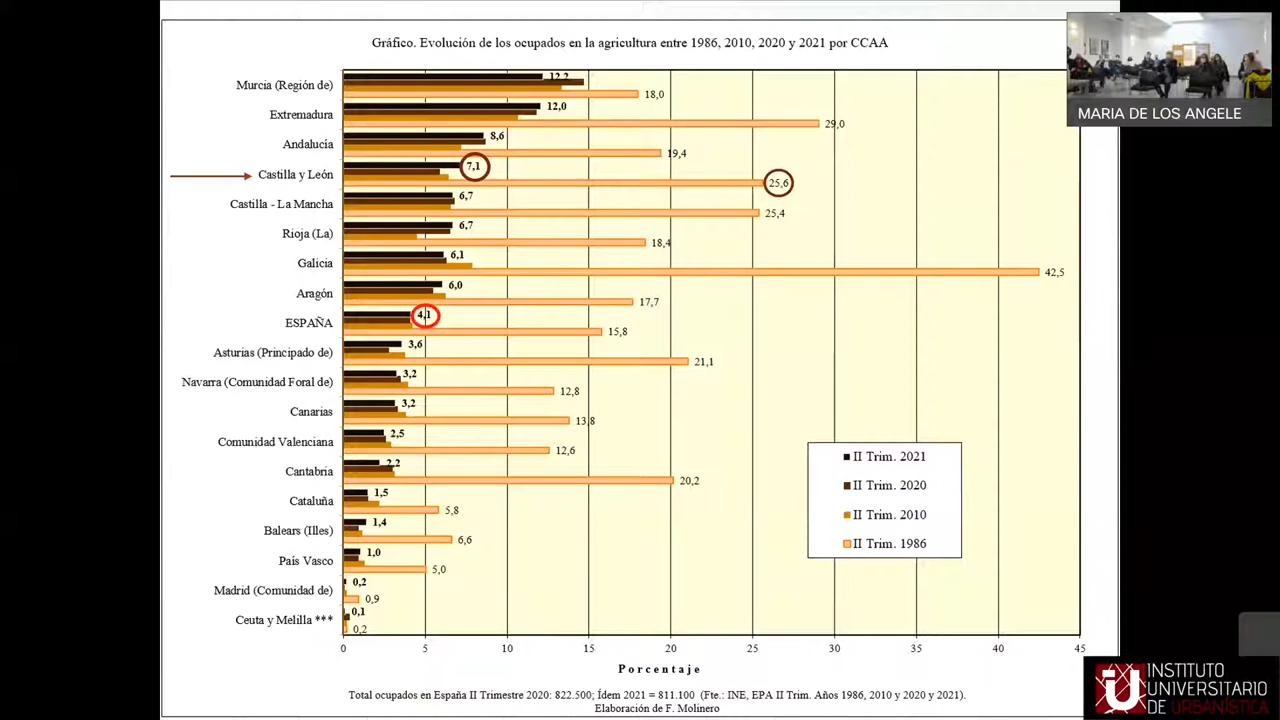 Gráfico. Evolución de los ocupados en la agricultura entre 1986, 2010, 2020 y 2021 por CCAA
MARIA DE LOS ANGELE
Murcia (Región de)
12,2
18,0
Extremadura
12,0
29,0
Andalucía
8,6
19,4
Castilla y León
7,1
25,6
Castilla - La Mancha
6,7
25,4
Rioja (La)
6,7
18,4
Galicia
6,1
42,5
Aragón
6,0
17,7
ESPAÑA
4,1
15,8
Asturias (Principado de)
3,6
21,1
Navarra (Comunidad Foral de)
3,2
12,8
Canarias
3,2
13,8
Comunidad Valenciana
2,5
12,6
Cantabria
2,2
20,2
Cataluña
1,5
5,8
Balears (Illes)
1,4
6,6
País Vasco
1,0
5,0
Madrid (Comunidad de)
0,2
0,9
Ceuta y Melilla ***
0,1
0,2
II Trim. 2021
II Trim. 2020
II Trim. 2010
II Trim. 1986
0 5 10 15 20 25 30 35 40 45
Porcentaje
Total ocupados en España II Trimestre 2020: 822.500; Ídem 2021 = 811.100 (Fte.: INE, EPA II Trim. Años 1986, 2010 y 2020 y 2021).
Elaboración de F. Molinero
INSTITUTO
UNIVERSITARIO
DE URBANÍSTICA